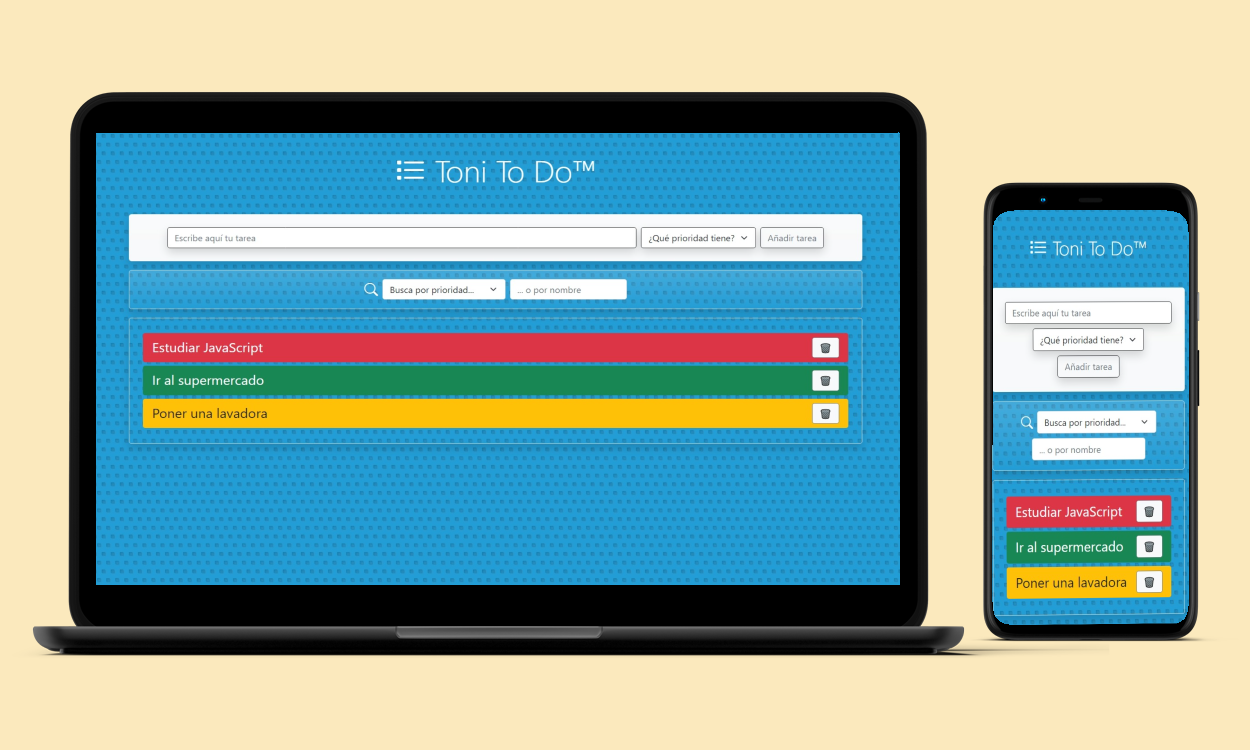 Toni To Do™
Escribe aquí tu tarea
¿Qué prioridad tiene?
Añadir tarea
Busca por prioridad...
... o por nombre
Estudiar JavaScript
Ir al supermercado
Poner una lavadora
Toni To Do™
Escribe aquí tu tarea
¿Qué prioridad tiene?
Añadir tarea
Busca por prioridad...
... o por nombre
Estudiar JavaScript
Ir al supermercado
Poner una lavadora